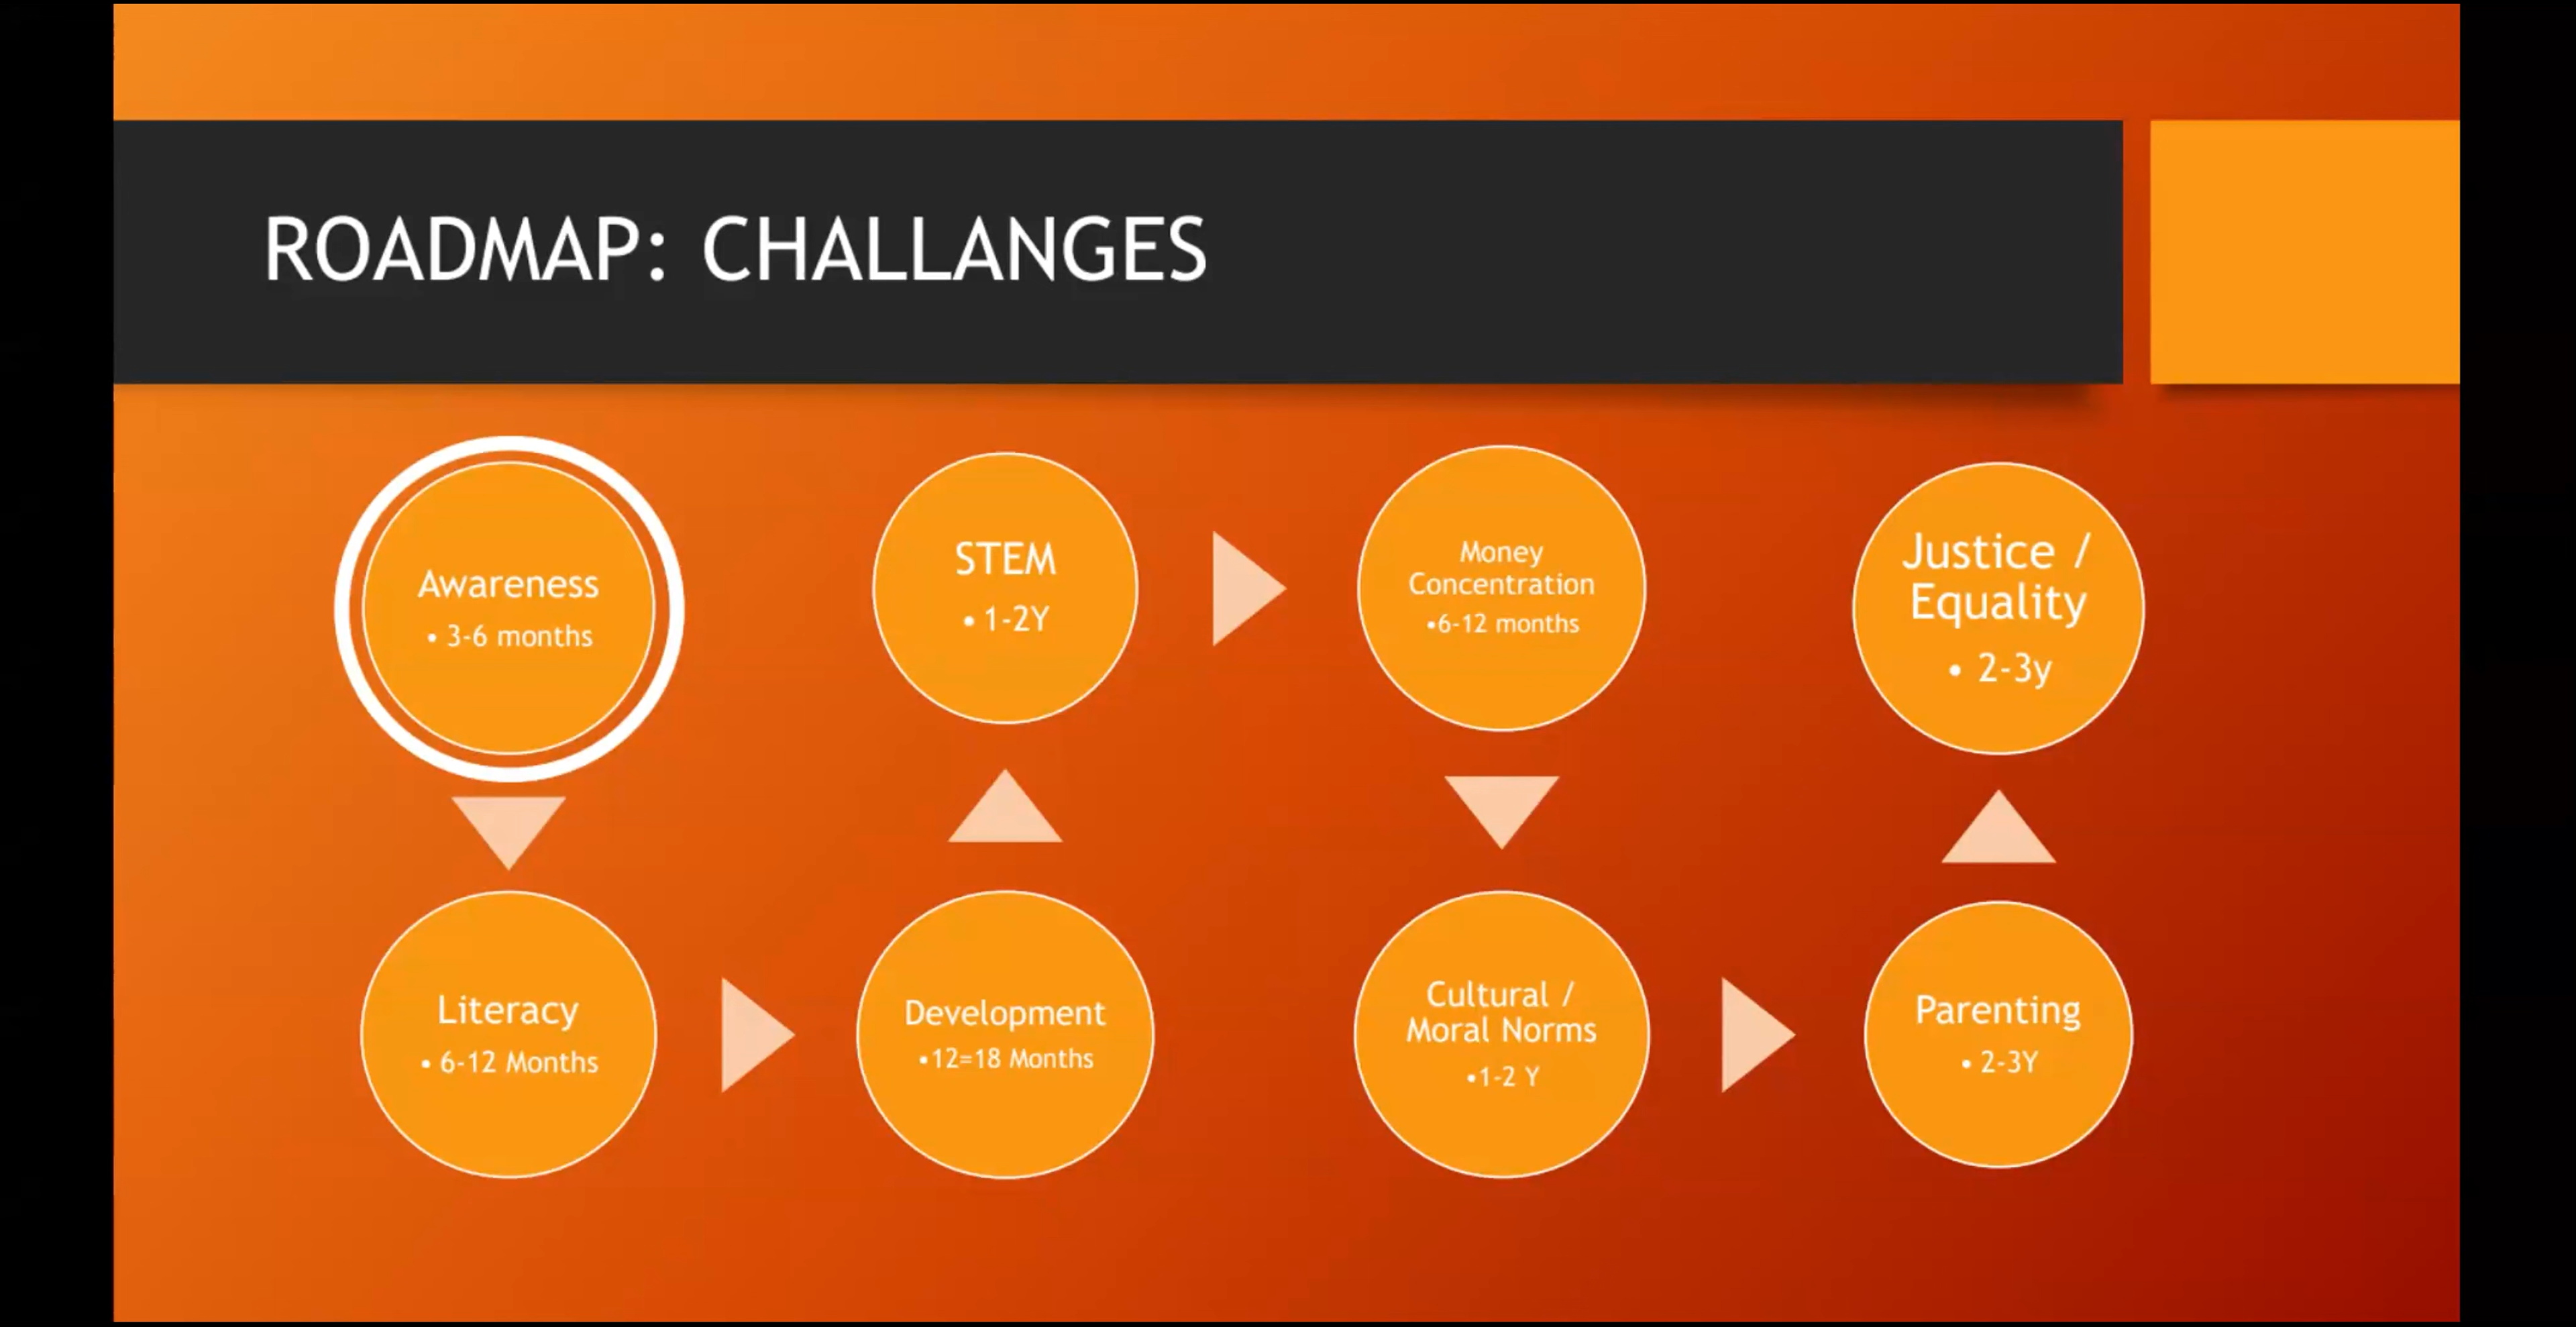 ROADMAP: CHALLANGES
Awareness
• 3-6 months
Literacy
• 6-12 Months
Development
•12=18 Months
STEM
• 1-2Y
Money
Concentration
•6-12 months
Cultural /
Moral Norms
•1-2 Y
Parenting
• 2-3Y
Justice /
Equality
• 2-3y